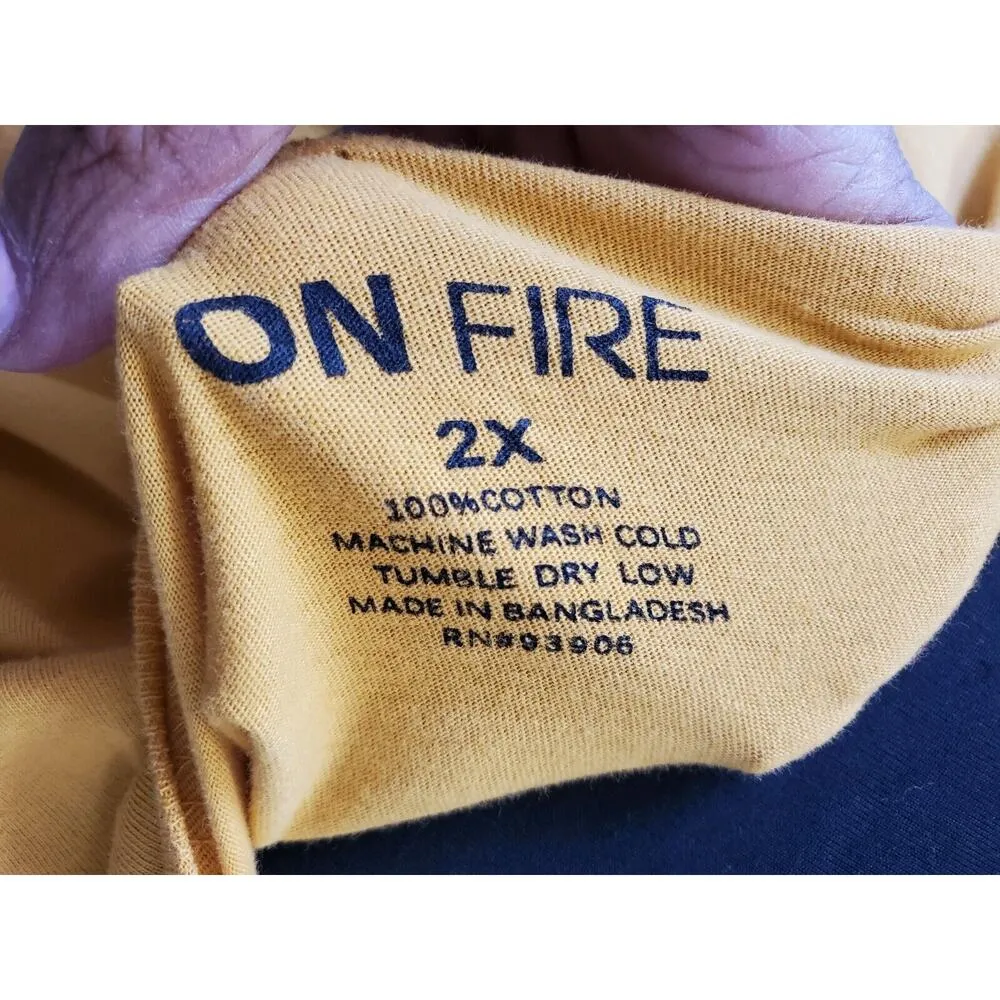 ON FIRE
2X
100%COTTON
MACHINE WASH COLD
TUMBLE DRY LOW
MADE IN BANGLADESH
RN#93906